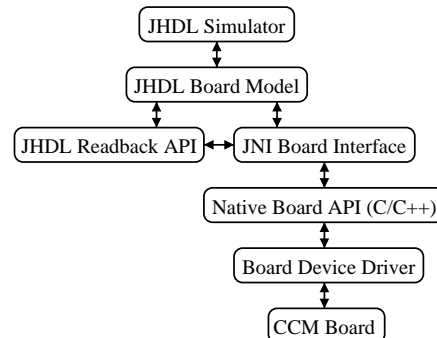 JHDL Simulator
JHDL Board Model
JHDL Readback API
JNI Board Interface
Native Board API (C/C++)
Board Device Driver
CCM Board